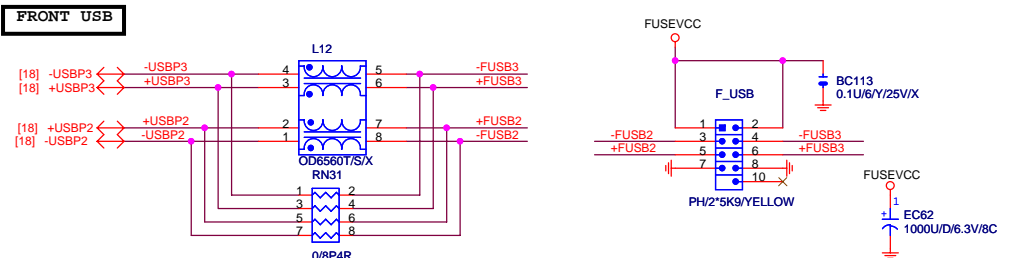 FRONT USB
L12
[18] -USBP3 -USBP3 4 5 -FUSB3
[18] +USBP3 +USBP3 3 6 +FUSB3
[18] +USBP2 +USBP2 2 7 +FUSB2
[18] -USBP2 -USBP2 1 8 -FUSB2
OD6560T/S/X
RN31
1 2
3 4
5 6
7 8
0/8P4R
FUSEVCC
BC113
0.1U/6/Y/25V/X
F_USB
1 2
-FUSB2 3 4 -FUSB3
+FUSB2 5 6 +FUSB3
7 8
10
PH/2*5K9/YELLOW
FUSEVCC
1
+ EC62
1000U/D/6.3V/8C